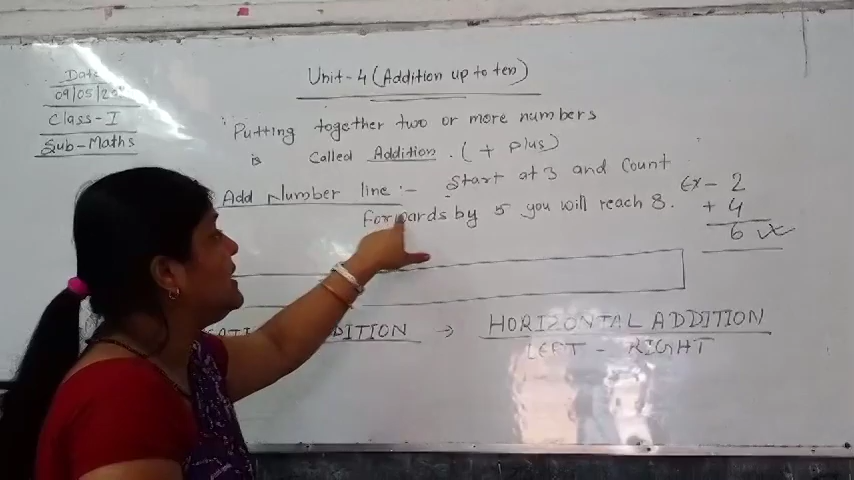 Date
09/05/20
Class-I
Sub-Maths
Unit-4 (Addition up to ten)
Putting together two or more numbers
is called Addition. (+ plus)
Add Number line :- Start at 3 and Count
forwards by 5 you will reach 8.
Ex- 2
+ 4
6
DITION → HORIZONTAL ADDITION
LEFT - RIGHT